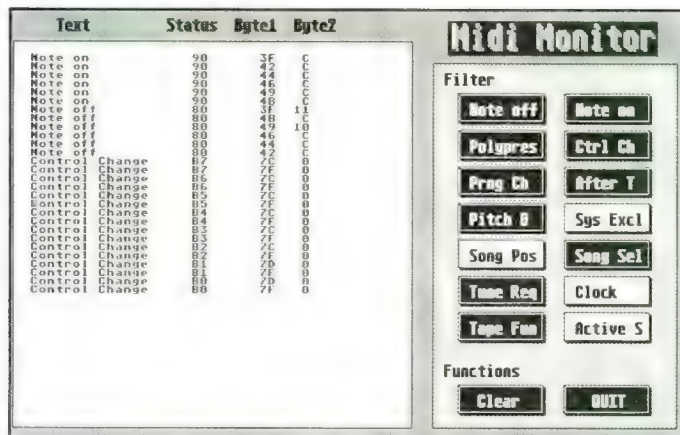 Text Status Byte1 Byte2
Note on 90 3F C
Note on 90 42 C
Note on 90 44 C
Note on 90 46 C
Note on 90 49 C
Note on 90 4B C
Note off 80 3F 11
Note off 80 4B C
Note off 80 49 10
Note off 80 46 C
Note off 80 44 C
Note off 80 42 C
Control Change B7 7C 0
Control Change B7 7F 0
Control Change B6 7C 0
Control Change B6 7F 0
Control Change B5 7C 0
Control Change B5 7F 0
Control Change B4 7C 0
Control Change B4 7F 0
Control Change B3 7C 0
Control Change B3 7F 0
Control Change B2 7C 0
Control Change B2 7F 0
Control Change B1 7D 0
Control Change B1 7F 0
Control Change B0 7D 0
Control Change B0 7F 0
Midi Monitor
Filter
Note off Note on
Polypres Ctrl Ch
Prng Ch After T
Pitch B Sys Excl
Song Pos Song Sel
Tune Req Clock
Tape Fun Active S
Functions
Clear QUIT